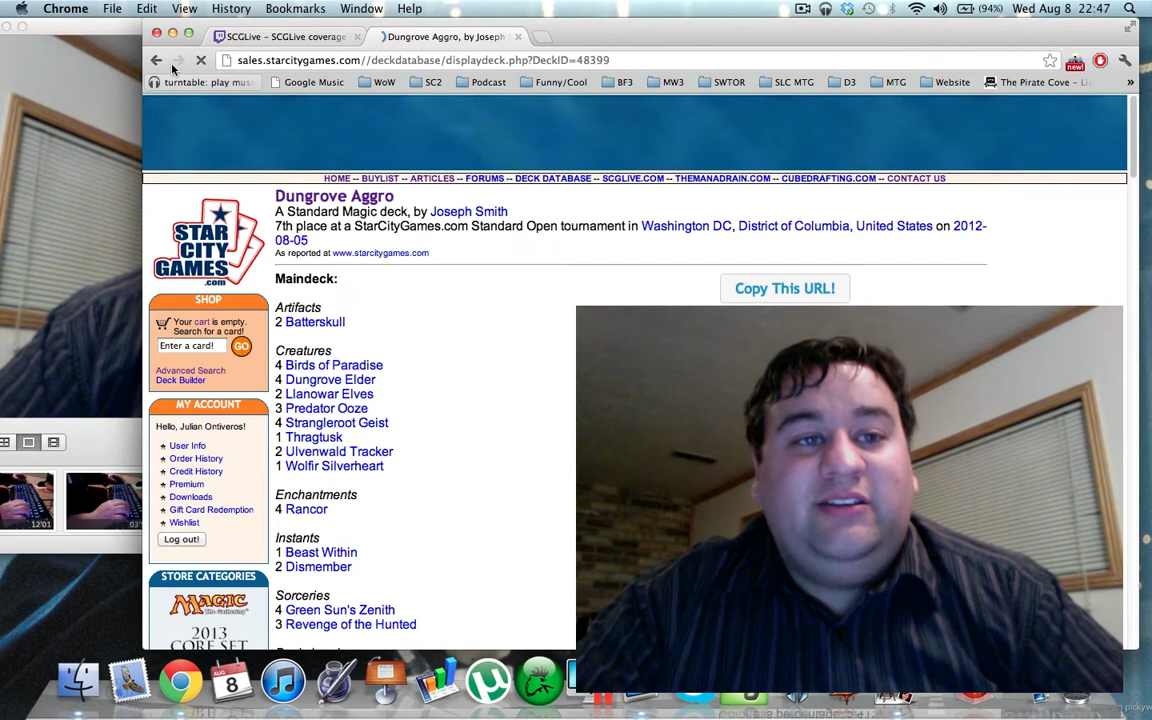 Chrome File Edit View History Bookmarks Window Help (94%) Wed Aug 8 22:47
SCGLive - SCGLive coverage Dungrove Aggro, by Joseph
sales.starcitygames.com//deckdatabase/displaydeck.php?DeckID=48399
turntable: play mus Google Music WoW SC2 Podcast Funny/Cool BF3 MW3 SWTOR SLC MTG D3 MTG Website The Pirate Cove - Li »
HOME -- BUYLIST -- ARTICLES -- FORUMS -- DECK DATABASE -- SCGLIVE.COM -- THEMANADRAIN.COM -- CUBEDRAFTING.COM -- CONTACT US
STAR
CITY
GAMES
.com
SHOP
Your cart is empty.
Search for a card!
Enter a card! GO
Advanced Search
Deck Builder
MY ACCOUNT
Hello, Julian Ontiveros!
User Info
Order History
Credit History
Premium
Downloads
Gift Card Redemption
Wishlist
Log out!
STORE CATEGORIES
MAGIC
The Gathering
2013
CORE SET
Dungrove Aggro
A Standard Magic deck, by Joseph Smith
7th place at a StarCityGames.com Standard Open tournament in Washington DC, District of Columbia, United States on 2012-
08-05
As reported at www.starcitygames.com
Maindeck:
Copy This URL!
Artifacts
2 Batterskull
Creatures
4 Birds of Paradise
4 Dungrove Elder
2 Llanowar Elves
3 Predator Ooze
4 Strangleroot Geist
1 Thragtusk
2 Ulvenwald Tracker
1 Wolfir Silverheart
Enchantments
4 Rancor
Instants
1 Beast Within
2 Dismember
Sorceries
4 Green Sun's Zenith
3 Revenge of the Hunted
12'01
03'5
AUG
8
new!